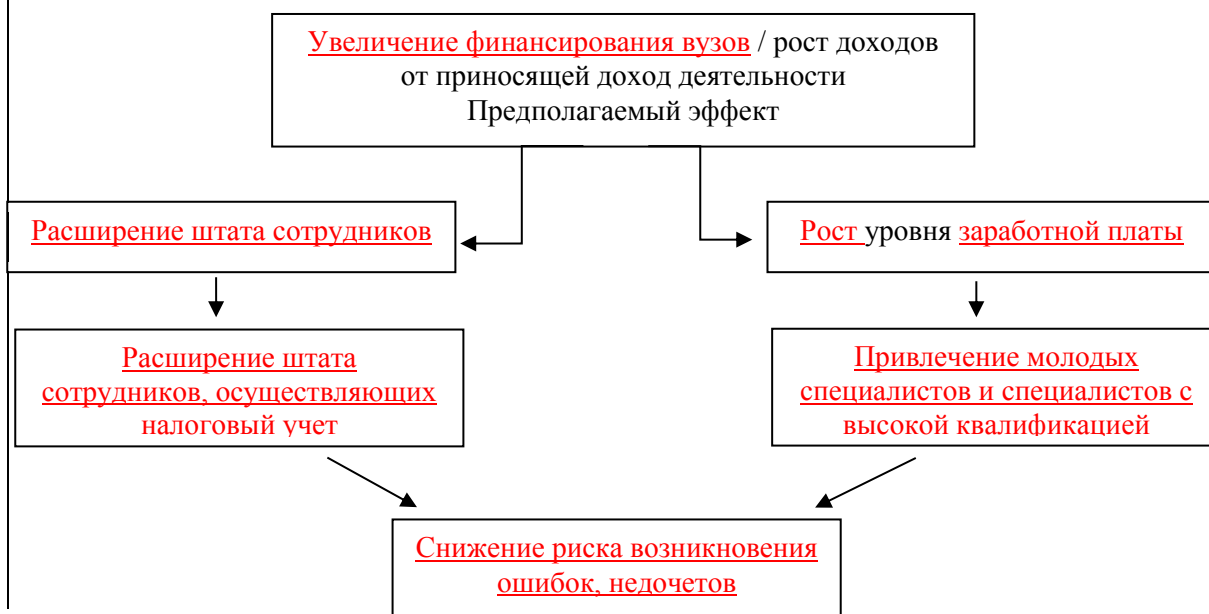 Увеличение финансирования вузов / рост доходов
от приносящей доход деятельности
Предполагаемый эффект
Расширение штата сотрудников
Рост уровня заработной платы
Расширение штата
сотрудников, осуществляющих
налоговый учет
Привлечение молодых
специалистов и специалистов с
высокой квалификацией
Снижение риска возникновения
ошибок, недочетов